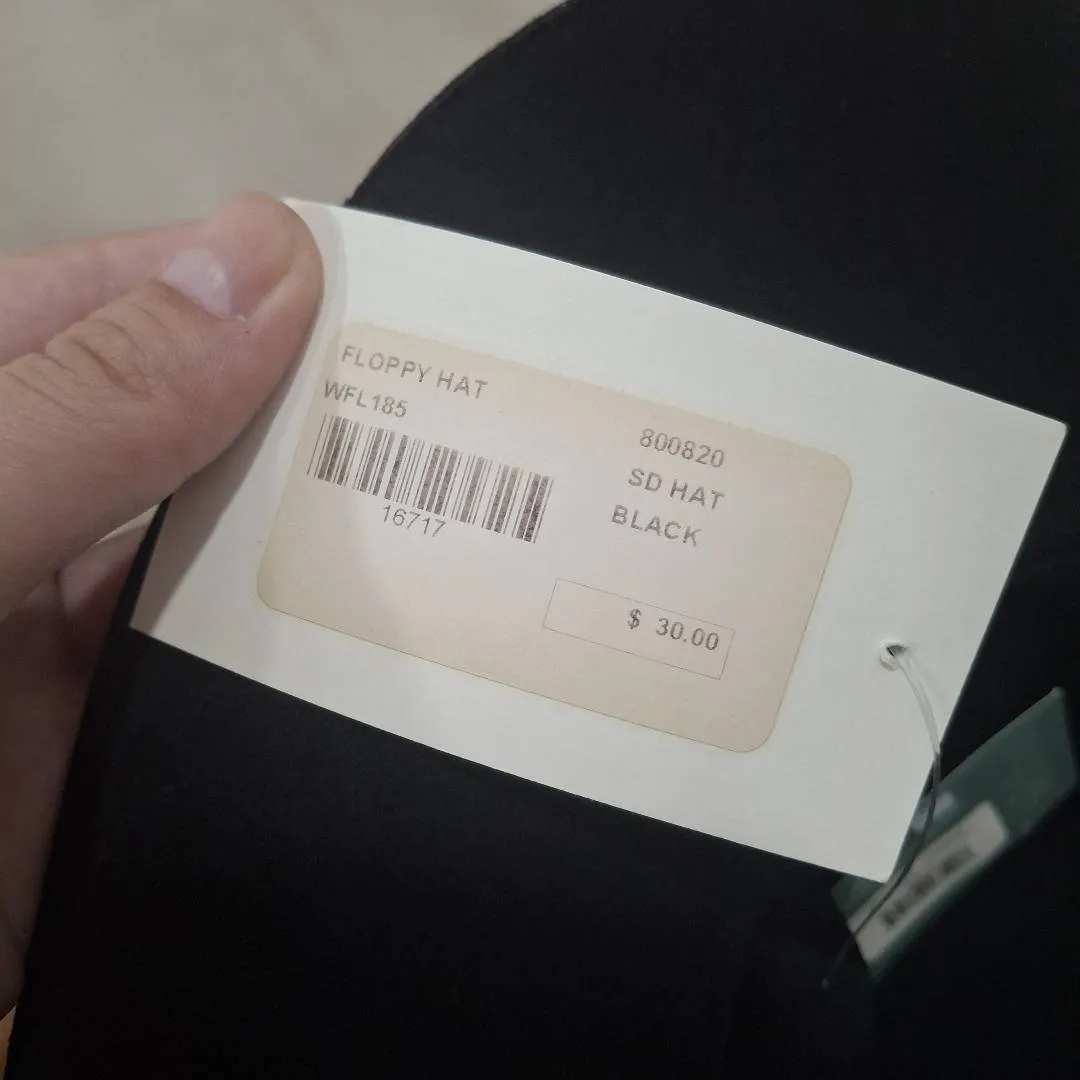 FLOPPY HAT
WFL185
16717
800820
SD HAT
BLACK
$ 30.00